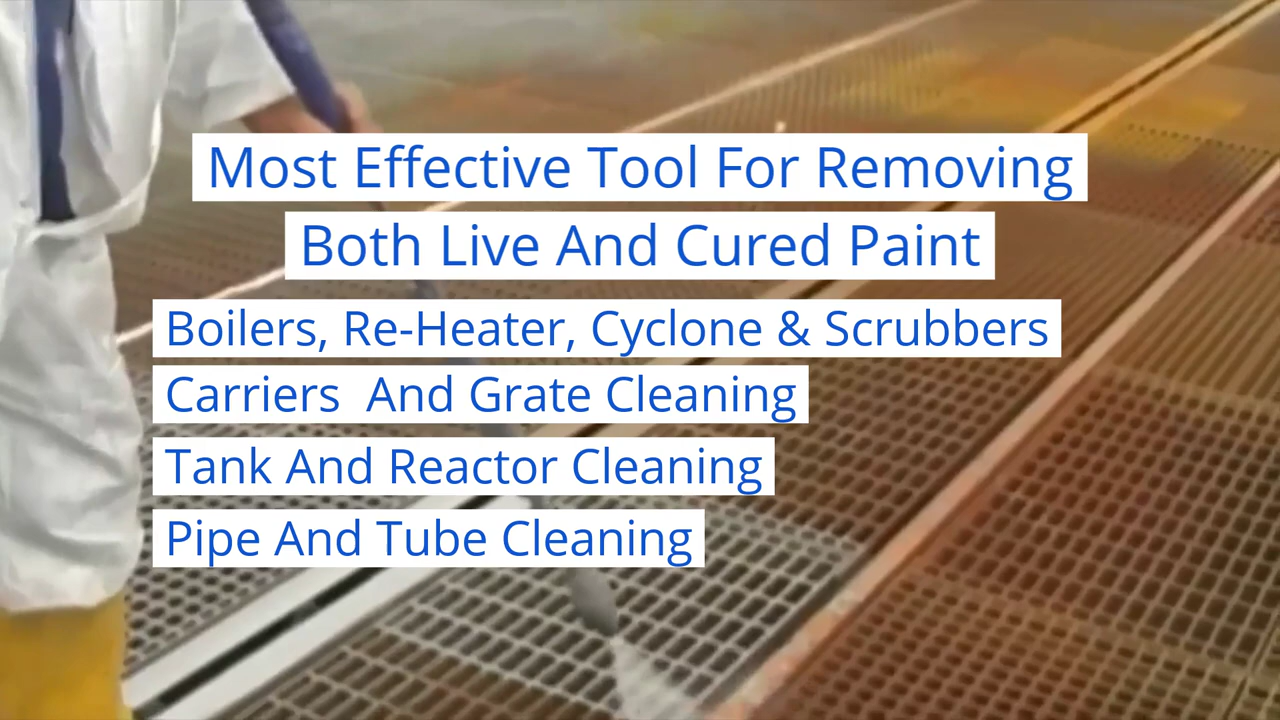 Most Effective Tool For Removing
Both Live And Cured Paint
Boilers, Re-Heater, Cyclone & Scrubbers
Carriers  And Grate Cleaning
Tank And Reactor Cleaning
Pipe And Tube Cleaning